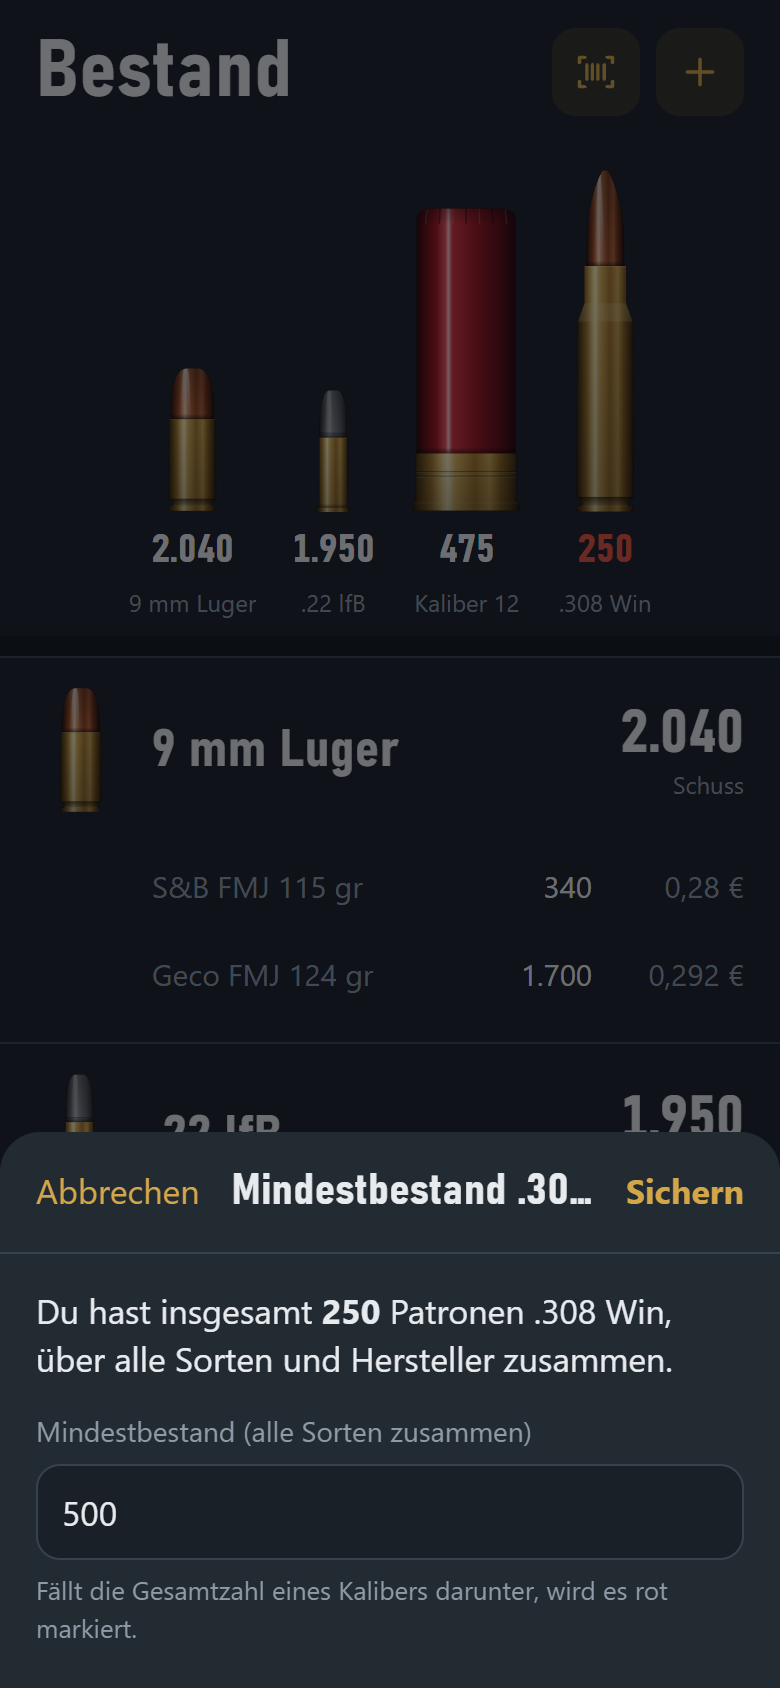 Bestand
2.040
1.950
475
250
9 mm Luger
.22 lfB
Kaliber 12
.308 Win
9 mm Luger
2.040
Schuss
S&B FMJ 115 gr
340
0,28 €
Geco FMJ 124 gr
1.700
0,292 €
.22 lfB
1.950
Abbrechen
Mindestbestand .30…
Sichern
Du hast insgesamt 250 Patronen .308 Win,
über alle Sorten und Hersteller zusammen.
Mindestbestand (alle Sorten zusammen)
500
Fällt die Gesamtzahl eines Kalibers darunter, wird es rot
markiert.